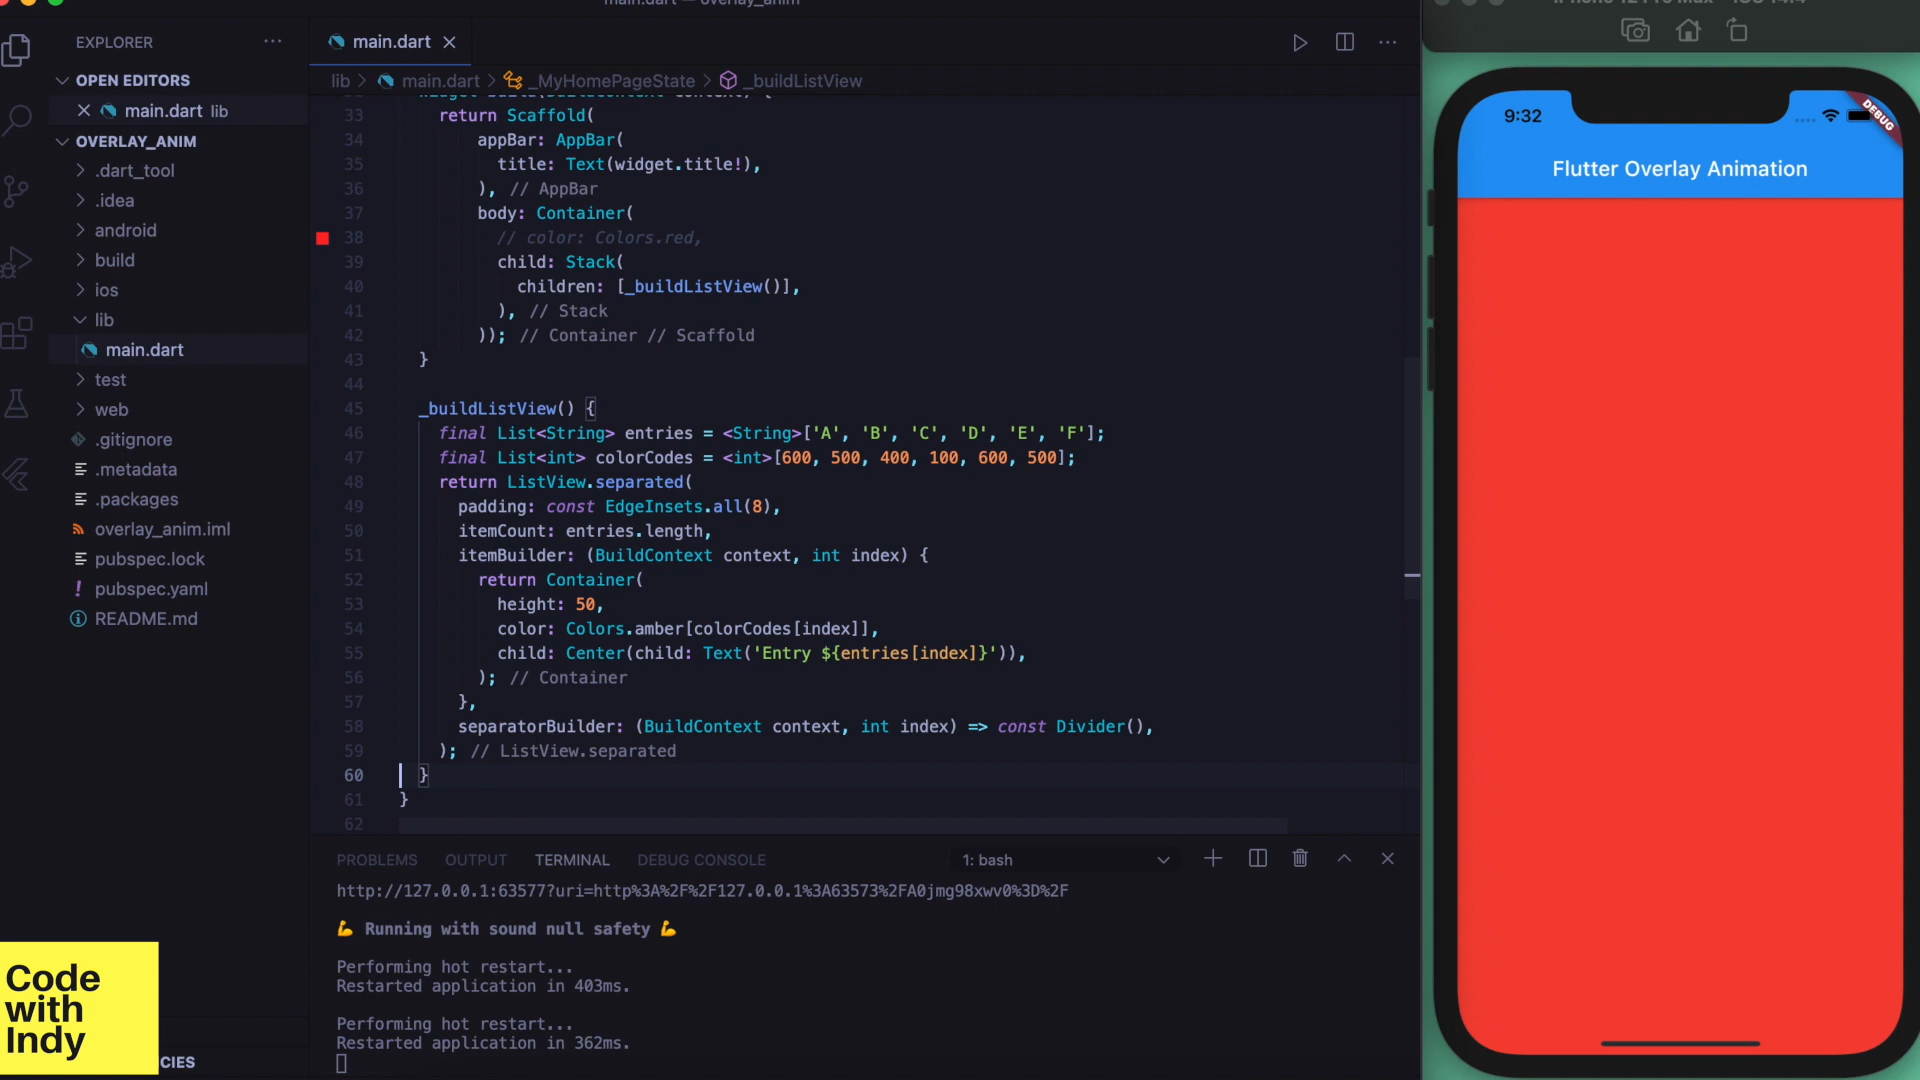 main.dart — overlay_anim
EXPLORER
OPEN EDITORS
main.dart lib
OVERLAY_ANIM
.dart_tool
.idea
android
build
ios
lib
main.dart
test
web
.gitignore
.metadata
.packages
overlay_anim.iml
pubspec.lock
pubspec.yaml
README.md
CIES
Code
with
Indy
main.dart
lib > main.dart > _MyHomePageState > _buildListView
33 return Scaffold(
34 appBar: AppBar(
35 title: Text(widget.title!),
36 ), // AppBar
37 body: Container(
38 // color: Colors.red,
39 child: Stack(
40 children: [_buildListView()],
41 ), // Stack
42 )); // Container // Scaffold
43 }
44
45 _buildListView() {
46 final List<String> entries = <String>['A', 'B', 'C', 'D', 'E', 'F'];
47 final List<int> colorCodes = <int>[600, 500, 400, 100, 600, 500];
48 return ListView.separated(
49 padding: const EdgeInsets.all(8),
50 itemCount: entries.length,
51 itemBuilder: (BuildContext context, int index) {
52 return Container(
53 height: 50,
54 color: Colors.amber[colorCodes[index]],
55 child: Center(child: Text('Entry ${entries[index]}')),
56 ); // Container
57 },
58 separatorBuilder: (BuildContext context, int index) => const Divider(),
59 ); // ListView.separated
60 }
61 }
62
PROBLEMS OUTPUT TERMINAL DEBUG CONSOLE 1: bash
http://127.0.0.1:63577?uri=http%3A%2F%2F127.0.0.1%3A63573%2FA0jmg98xwv0%3D%2F
💪 Running with sound null safety 💪
Performing hot restart...
Restarted application in 403ms.
Performing hot restart...
Restarted application in 362ms.
9:32
DEBUG
Flutter Overlay Animation